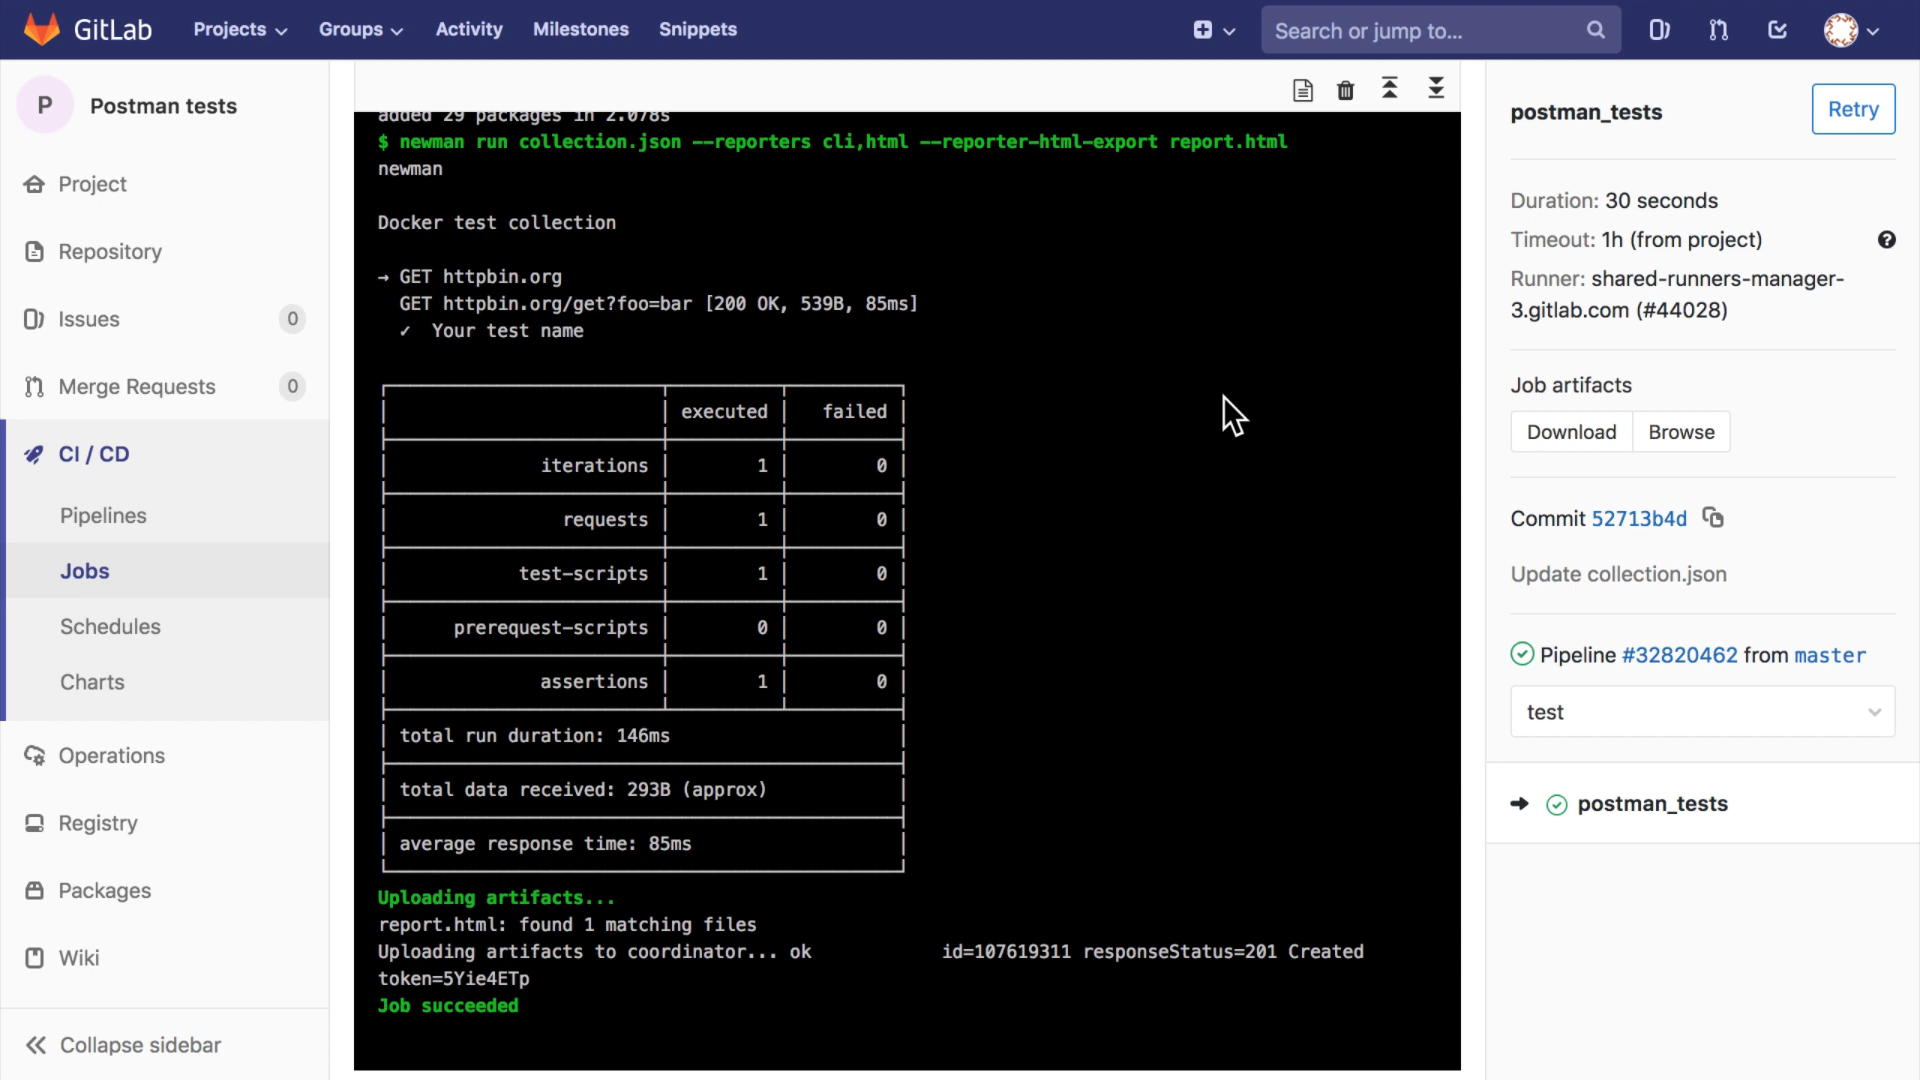 GitLab
Projects
Groups
Activity
Milestones
Snippets
Search or jump to...
P
Postman tests
Project
Repository
Issues
0
Merge Requests
0
CI / CD
Pipelines
Jobs
Schedules
Charts
Operations
Registry
Packages
Wiki
Collapse sidebar
added 29 packages in 2.078s
$ newman run collection.json --reporters cli,html --reporter-html-export report.html
newman
Docker test collection
→ GET httpbin.org
GET httpbin.org/get?foo=bar [200 OK, 539B, 85ms]
✓ Your test name
executed failed
iterations 1 0
requests 1 0
test-scripts 1 0
prerequest-scripts 0 0
assertions 1 0
total run duration: 146ms
total data received: 293B (approx)
average response time: 85ms
Uploading artifacts...
report.html: found 1 matching files
Uploading artifacts to coordinator... ok id=107619311 responseStatus=201 Created
token=5Yie4ETp
Job succeeded
postman_tests
Retry
Duration: 30 seconds
Timeout: 1h (from project)
Runner: shared-runners-manager-
3.gitlab.com (#44028)
Job artifacts
Download
Browse
Commit 52713b4d
Update collection.json
Pipeline #32820462 from master
test
postman_tests